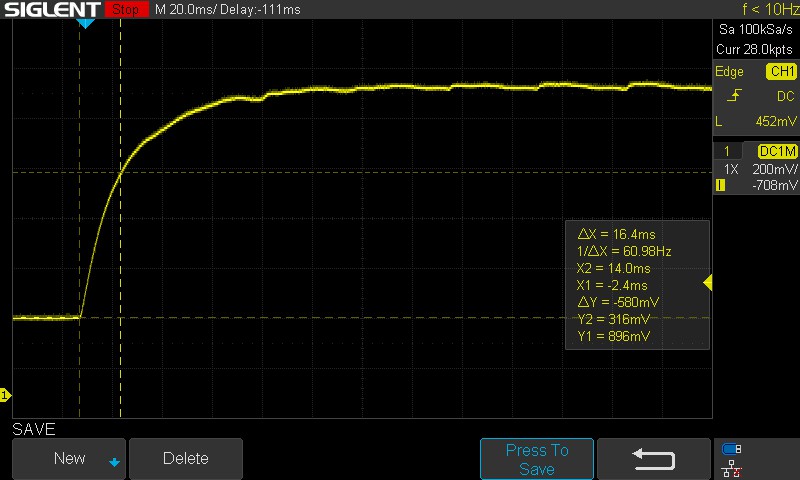 SIGLENT Stop M 20.0ms/ Delay:-111ms f < 10Hz
Sa 100kSa/s
Curr 28.0kpts
Edge CH1
DC
L 452mV
1 DC1M
1X 200mV/
-708mV
△X = 16.4ms
1/△X = 60.98Hz
X2 = 14.0ms
X1 = -2.4ms
△Y = -580mV
Y2 = 316mV
Y1 = 896mV
1
SAVE
New
Delete
Press To
Save